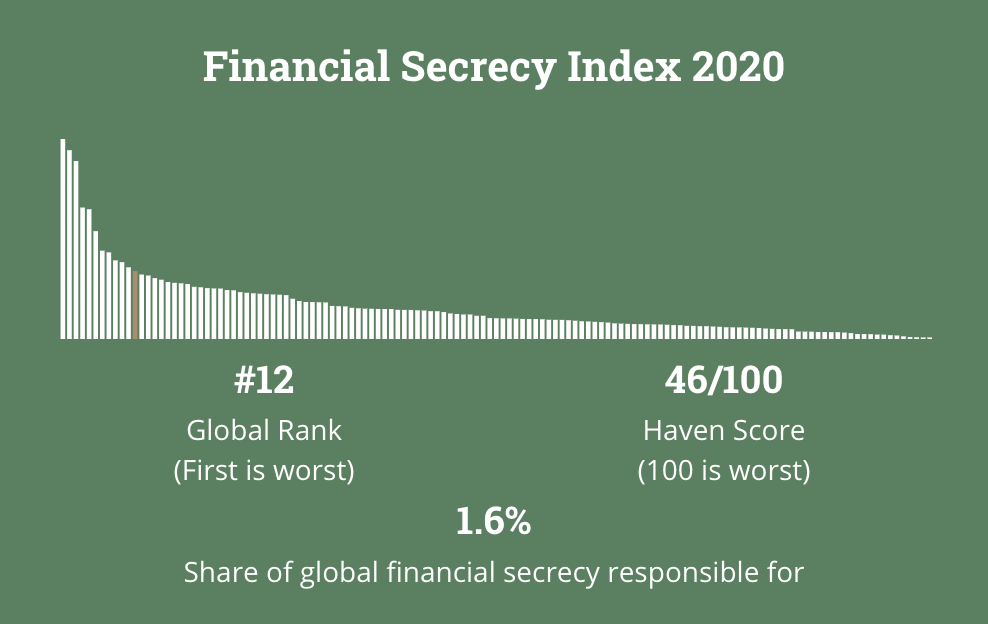 Financial Secrecy Index 2020
#12
Global Rank
(First is worst)
46/100
Haven Score
(100 is worst)
1.6%
Share of global financial secrecy responsible for